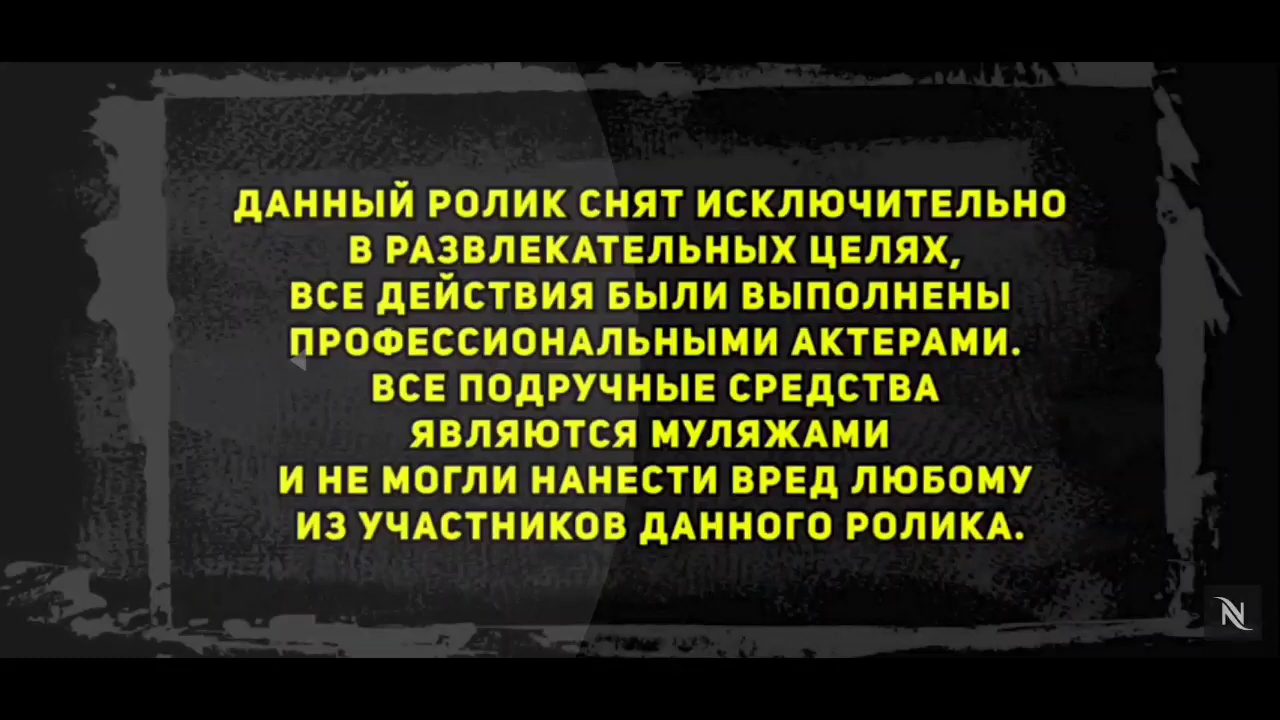 ДАННЫЙ РОЛИК СНЯТ ИСКЛЮЧИТЕЛЬНО
В РАЗВЛЕКАТЕЛЬНЫХ ЦЕЛЯХ,
ВСЕ ДЕЙСТВИЯ БЫЛИ ВЫПОЛНЕНЫ
ПРОФЕССИОНАЛЬНЫМИ АКТЕРАМИ.
ВСЕ ПОДРУЧНЫЕ СРЕДСТВА
ЯВЛЯЮТСЯ МУЛЯЖАМИ
И НЕ МОГЛИ НАНЕСТИ ВРЕД ЛЮБОМУ
ИЗ УЧАСТНИКОВ ДАННОГО РОЛИКА.
N